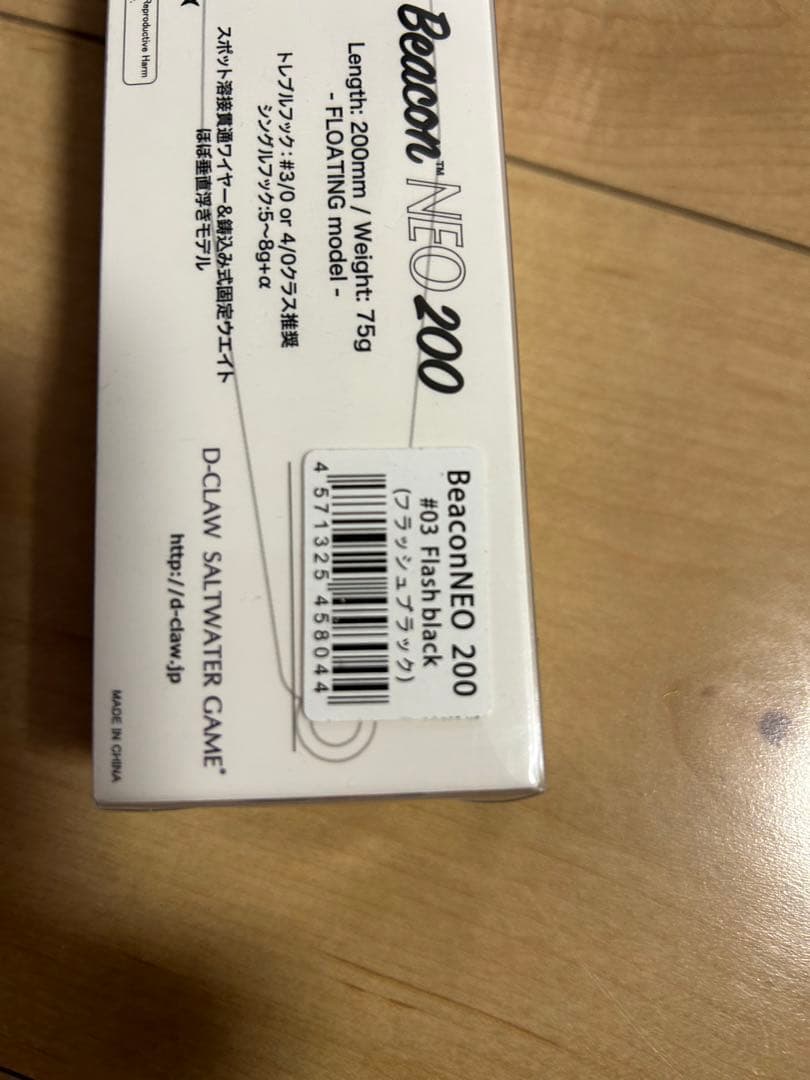 Beacon™ NEO 200
Length: 200mm / Weight: 75g
- FLOATING model -
トレブルフック：#3/0 or 4/0クラス推奨
シングルフック:5〜8g+α
スポット溶接貫通ワイヤー&鋳込み式固定ウエイト
ほぼ垂直浮きモデル
Reproductive Harm
BeaconNEO 200
#03 Flash black
(フラッシュブラック)
4 571325 458044
D-CLAW SALTWATER GAME®
http://d-claw.jp
MADE IN CHINA